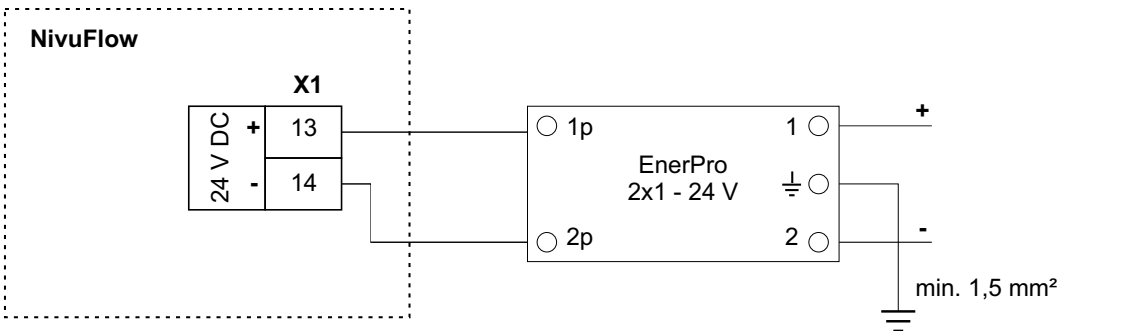 NivuFlow
X1
24 V DC
+ 13
- 14
1p
2p
EnerPro
2x1 - 24 V
1
2
+
-
min. 1,5 mm²